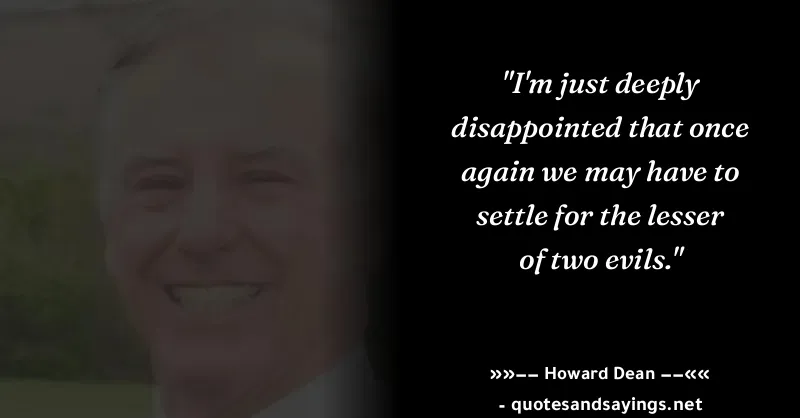 "I'm just deeply
disappointed that once
again we may have to
settle for the lesser
of two evils."
»»–– Howard Dean ––««
- quotesandsayings.net